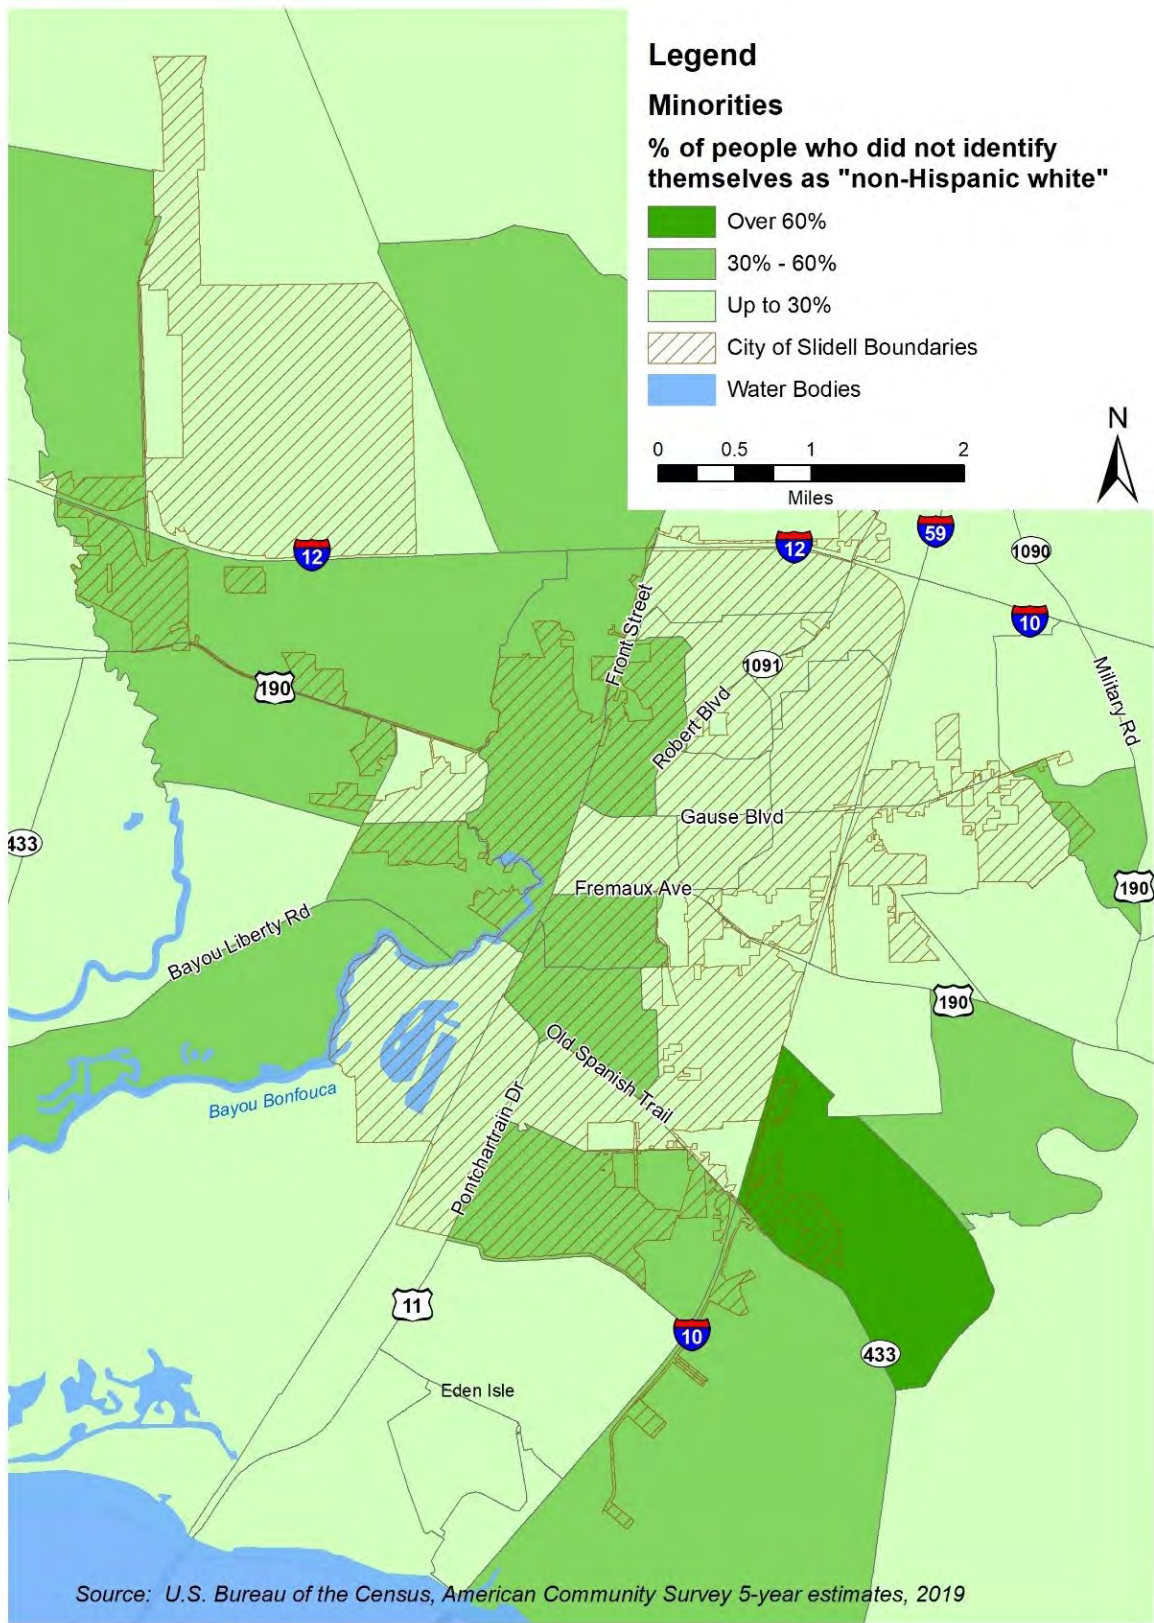 Legend
Minorities
% of people who did not identify
themselves as "non-Hispanic white"
Over 60%
30% - 60%
Up to 30%
City of Slidell Boundaries
Water Bodies
N
0 0.5 1 2
Miles
12
12
59
1090
10
Front Street
1091
Military Rd
190
Robert Blvd
Gause Blvd
433
190
Fremaux Ave
Bayou Liberty Rd
190
Old Spanish Trail
Bayou Bonfouca
Pontchartrain Dr
11
10
433
Eden Isle
Source: U.S. Bureau of the Census, American Community Survey 5-year estimates, 2019